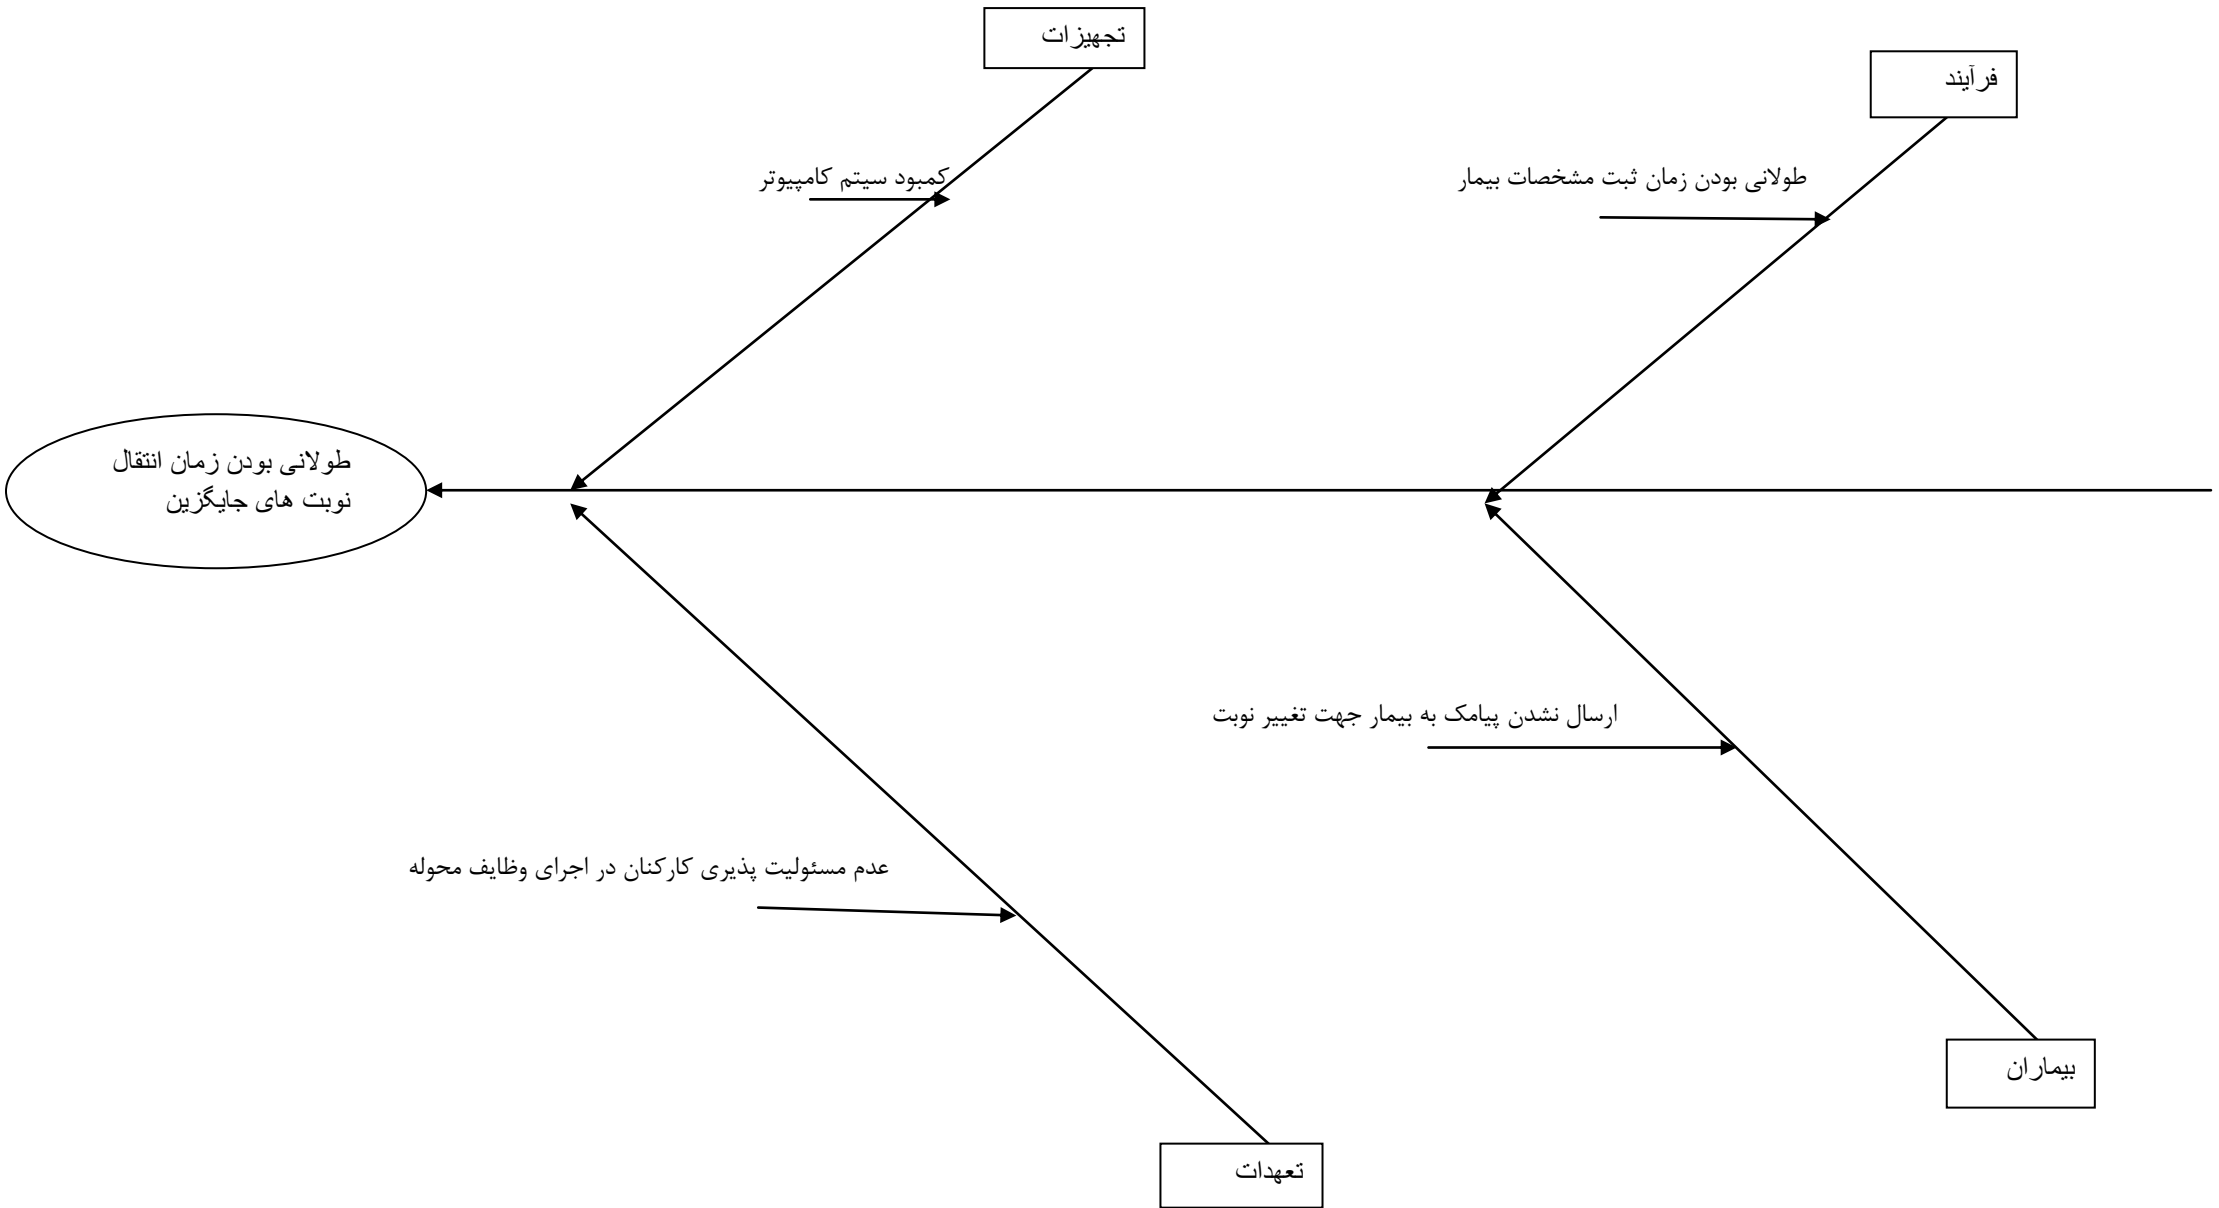 تجهیزات
فرآیند
طولانی بودن زمان ثبت مشخصات بیمار
کمبود سیتم کامپیوتر
طولانی بودن زمان انتقال
نوبت های جایگزین
ارسال نشدن پیامک به بیمار جهت تغییر نوبت
عدم مسئولیت پذیری کارکنان در اجرای وظایف محوله
بیماران
تعهدات